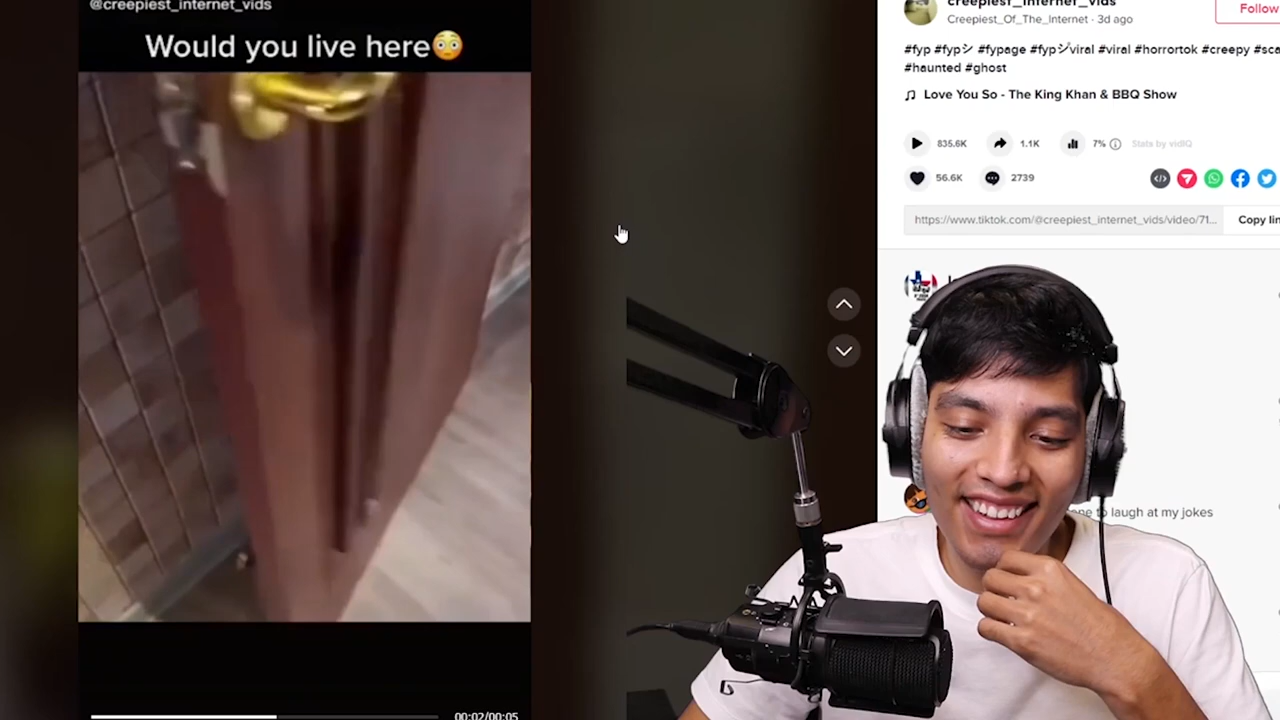 @creepiest_internet_vids
Would you live here😳
00:02/00:05
creepiest_internet_vids
Creepiest_Of_The_Internet · 3d ago
Follow
#fyp #fypシ #fypage #fypシviral #viral #horrortok #creepy
#haunted #ghost
Love You So - The King Khan & BBQ Show
835.6K
1.1K
7%
Stats by vidIQ
56.6K
2739
https://www.tiktok.com/@creepiest_internet_vids/video/71...
Copy
to laugh at my jokes